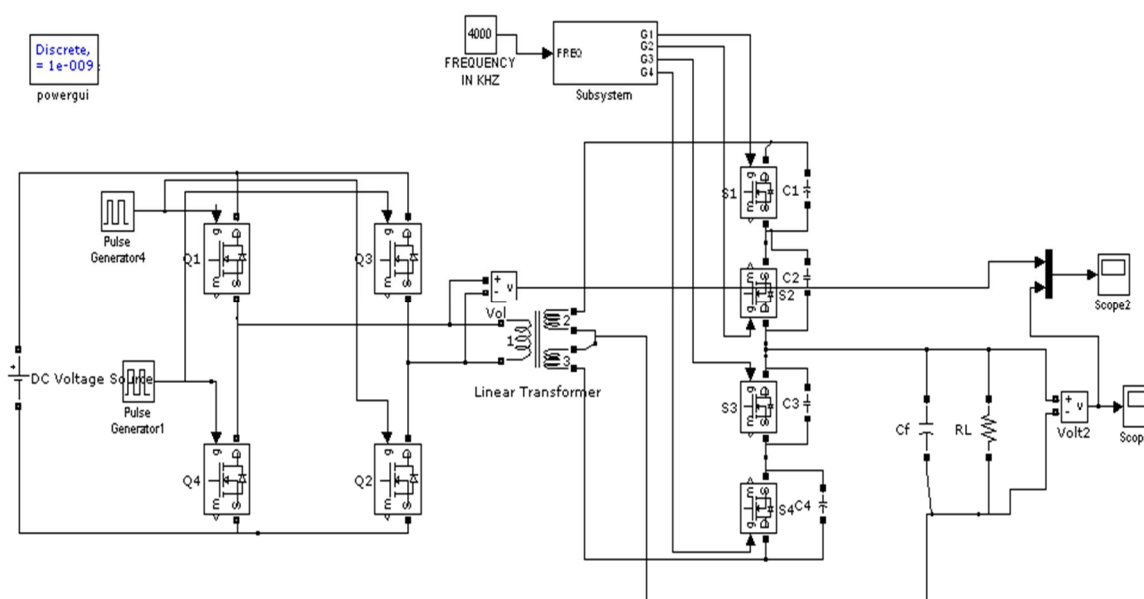 Discrete,
= 1e-009
powergui
4000
FREQUENCY
IN KHZ
FREQ
G1
G2
G3
G4
Subsystem
Pulse
Generator4
Q1
Q3
DC Voltage Source
Pulse
Generator1
Q4
Q2
+
-
v
Vol
1
2
3
Linear Transformer
S1
C1
S2
C2
S3
C3
S4
C4
Cf
RL
+
-
v
Volt2
Scope2
Scop
g
D
m
S